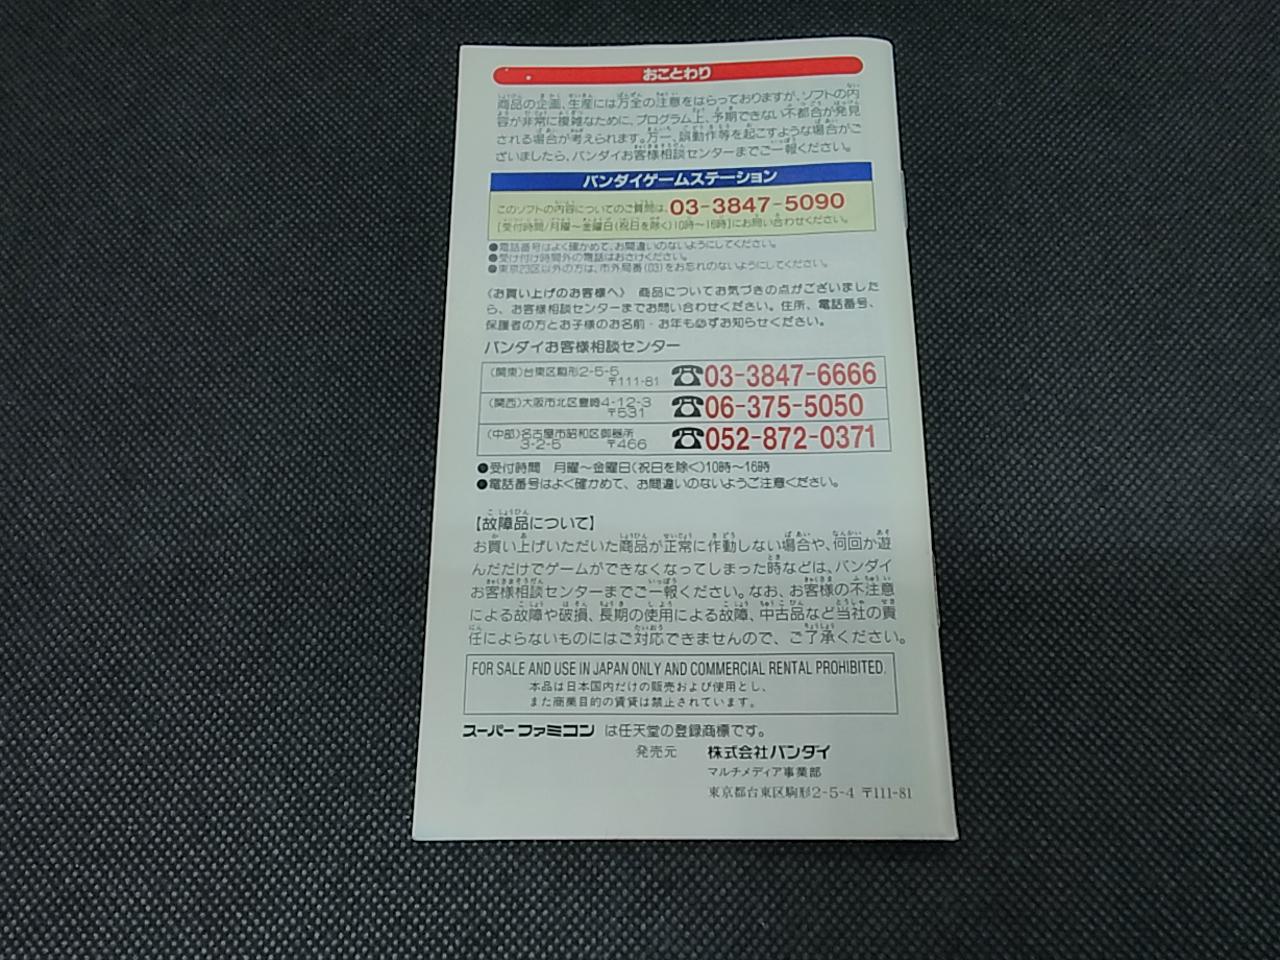 おことわり
商品の企画、生産には万全の注意をはらっておりますが、ソフトの内
容が非常に複雑なために、プログラム上、予期できない不都合が発見
される場合が考えられます。万一、誤動作等を起こすような場合がご
ざいましたら、バンダイお客様相談センターまでご一報ください。
バンダイゲームステーション
このソフトの内容についてのご質問は、03-3847-5090
[受付時間/月曜〜金曜日(祝日を除く)10時〜16時]にお問い合わせください。
●電話番号はよく確かめて、お間違いのないようにしてください。
●受け付け時間外の電話はおさけください。
●東京23区以外の方は、市外局番(03)をお忘れのないようにしてください。
〈お買い上げのお客様へ〉 商品についてお気づきの点がございました
ら、お客様相談センターまでお問い合わせください。住所、電話番号、
保護者の方とお子様のお名前・お年も必ずお知らせください。
バンダイお客様相談センター
(関東)台東区駒形2-5-5
〒111-81 ☎03-3847-6666
(関西)大阪市北区豊崎4-12-3
〒531 ☎06-375-5050
(中部)名古屋市昭和区御器所
3-2-5 〒466 ☎052-872-0371
●受付時間 月曜〜金曜日(祝日を除く)10時〜16時
●電話番号はよく確かめて、お間違いのないようご注意ください。
【故障品について】
お買い上げいただいた商品が正常に作動しない場合や、何回か遊
んだだけでゲームができなくなってしまった時などは、バンダイ
お客様相談センターまでご一報ください。なお、お客様の不注意
による故障や破損、長期の使用による故障、中古品など当社の責
任によらないものにはご対応できませんので、ご了承ください。
FOR SALE AND USE IN JAPAN ONLY AND COMMERCIAL RENTAL PROHIBITED.
本品は日本国内だけの販売および使用とし、
また商業目的の賃貸は禁止されています。
スーパーファミコン は任天堂の登録商標です。
発売元 株式会社バンダイ
マルチメディア事業部
東京都台東区駒形2-5-4 〒111-81